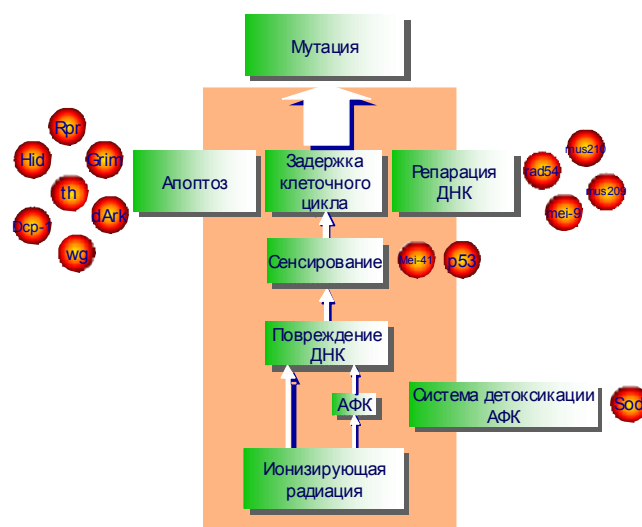 Мутация
Rpr
Hid
Grim
th
Dcp-1
dArk
wg
Апоптоз
Задержка
клеточного
цикла
Репарация
ДНК
rad54
mus210
mus209
mei-9
Сенсирование
Mei-41
p53
Повреждение
ДНК
АФК
Система детоксикации
АФК
Sod
Ионизирующая
радиация